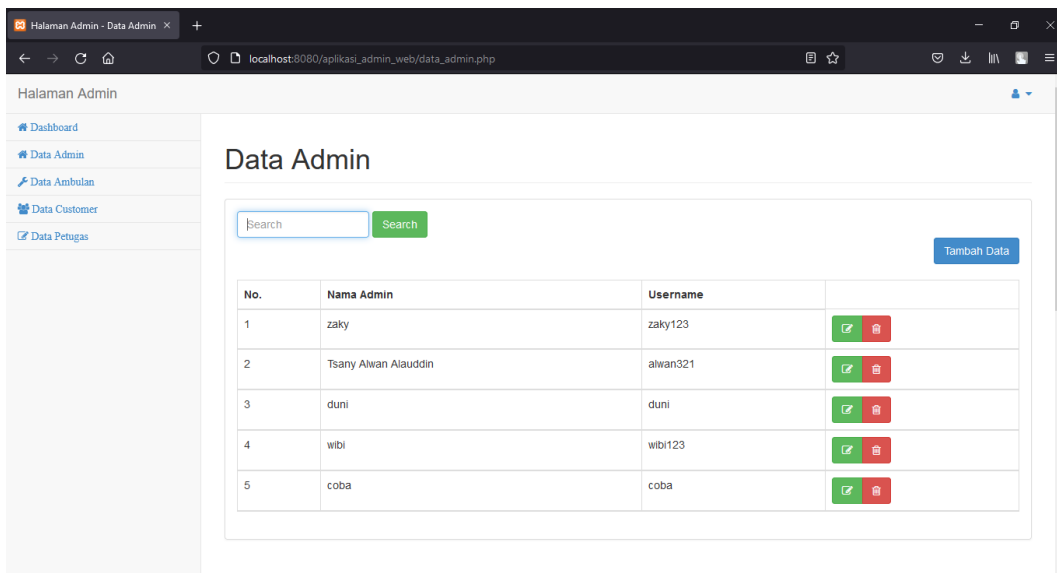 Halaman Admin - Data Admin
localhost:8080/aplikasi_admin_web/data_admin.php
Halaman Admin
Dashboard
Data Admin
Data Ambulan
Data Customer
Data Petugas
Data Admin
Search Search
Tambah Data
No. Nama Admin Username
1 zaky zaky123
2 Tsany Alwan Alauddin alwan321
3 duni duni
4 wibi wibi123
5 coba coba